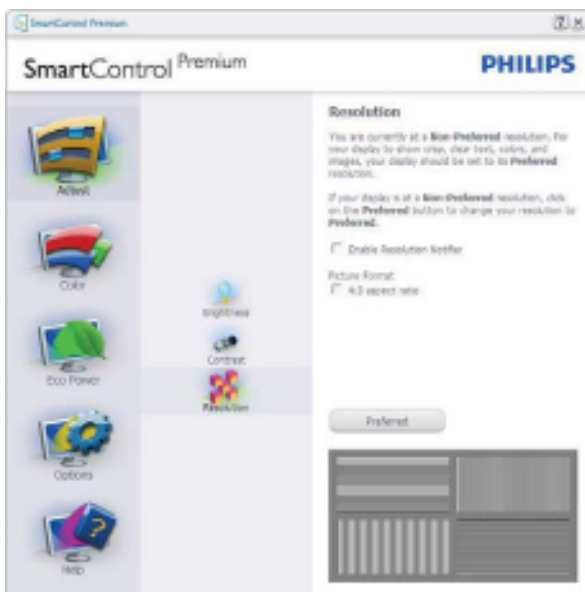 SmartControl Premium
SmartControl Premium
PHILIPS
Adjust
Color
Eco Power
Options
Help
Brightness
Contrast
Resolution
Resolution
You are currently at a Non-Preferred resolution. For
your display to show crisp, clear text, colors, and
images, your display should be set to its Preferred
resolution.
If your display is at a Non-Preferred resolution, click
on the Preferred button to change your resolution to
Preferred.
Enable Resolution Notifier
Picture Format
4:3 aspect ratio
Preferred